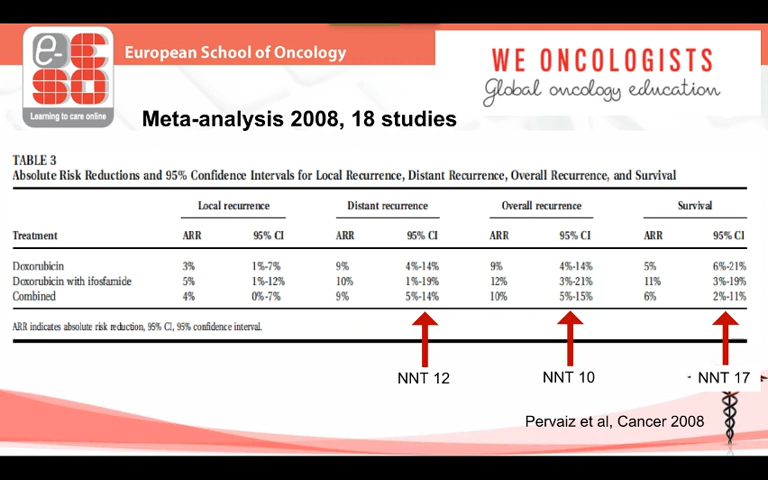 e-ESO
Learning to care online
European School of Oncology
WE ONCOLOGISTS
Global oncology education
Meta-analysis 2008, 18 studies
TABLE 3
Absolute Risk Reductions and 95% Confidence Intervals for Local Recurrence, Distant Recurrence, Overall Recurrence, and Survival
Local recurrence Distant recurrence Overall recurrence Survival
Treatment ARR 95% CI ARR 95% CI ARR 95% CI ARR 95% CI
Doxorubicin 3% 1%-7% 9% 4%-14% 9% 4%-14% 5% 6%-21%
Doxorubicin with ifosfamide 5% 1%-12% 10% 1%-19% 12% 3%-21% 11% 3%-19%
Combined 4% 0%-7% 9% 5%-14% 10% 5%-15% 6% 2%-11%
ARR indicates absolute risk reduction, 95% CI, 95% confidence interval.
NNT 12 NNT 10 NNT 17
Pervaiz et al, Cancer 2008